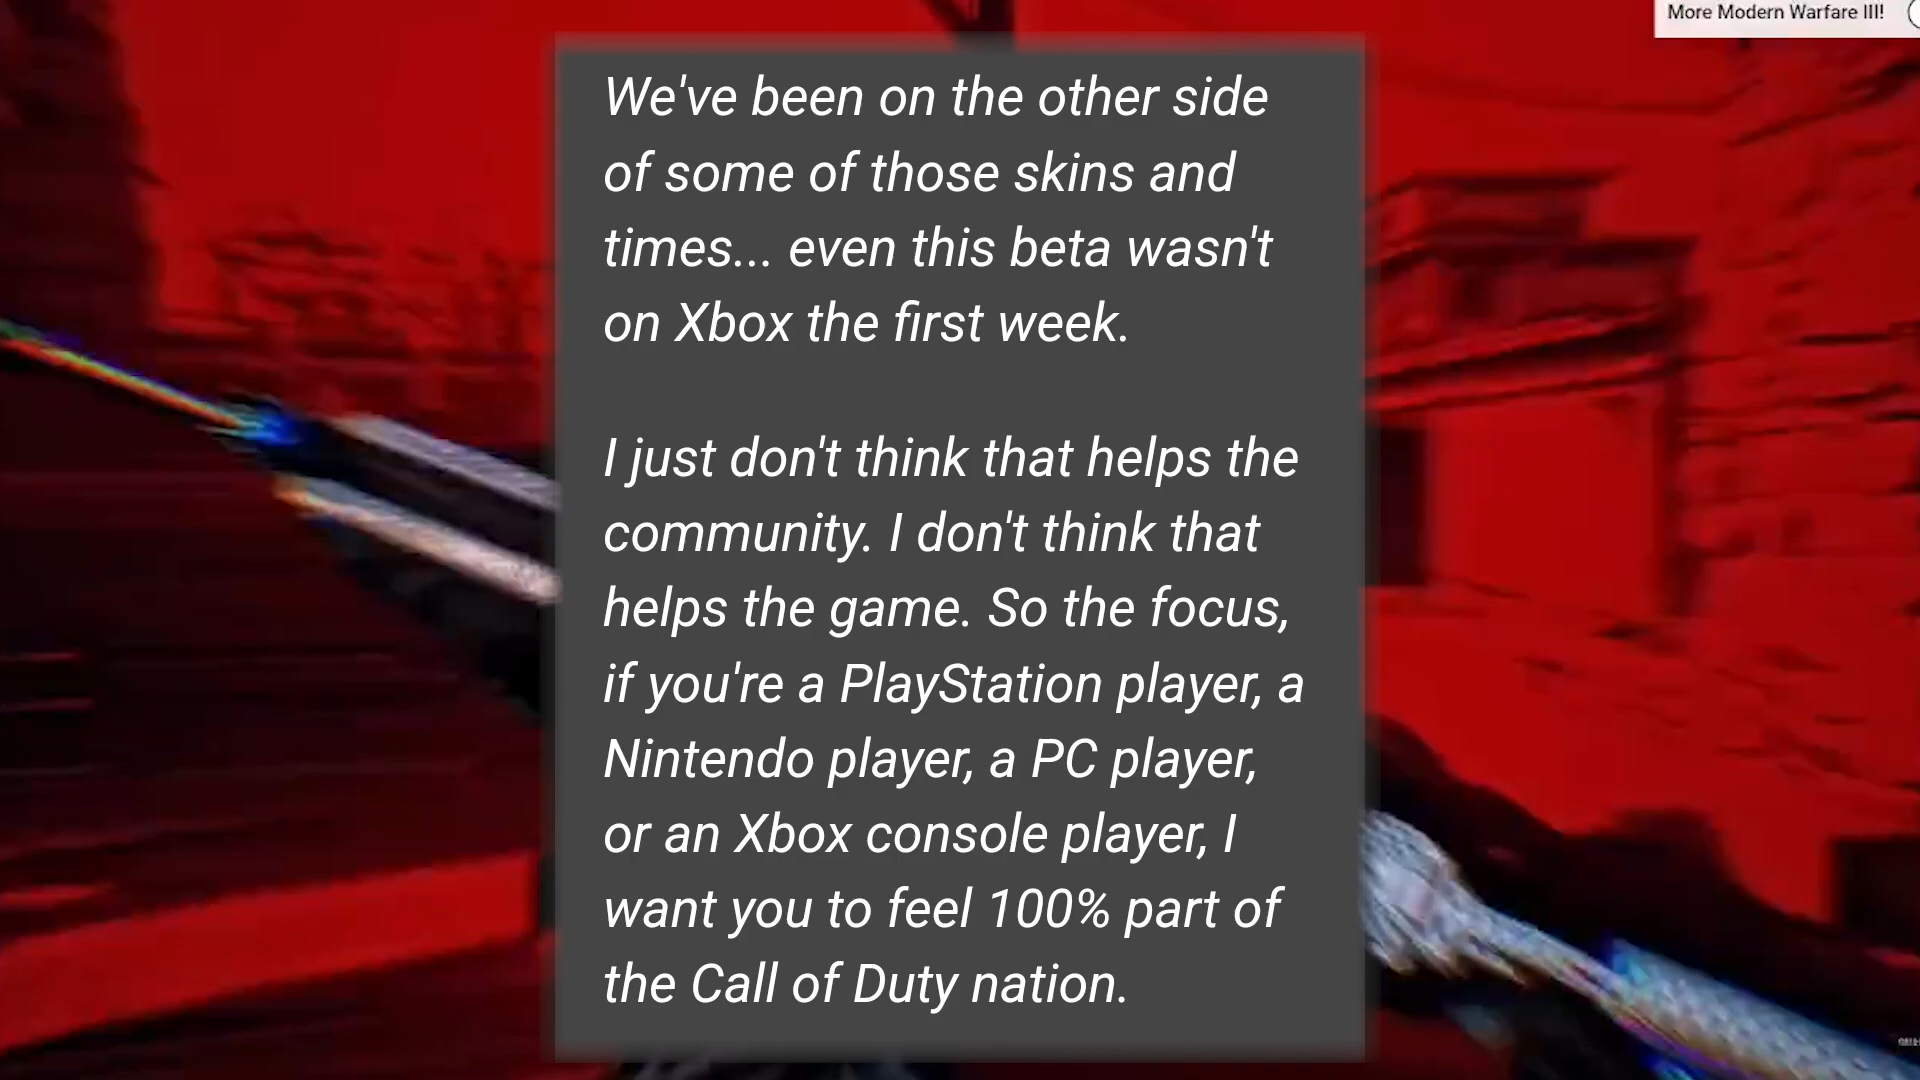 More Modern Warfare III!
We've been on the other side
of some of those skins and
times... even this beta wasn't
on Xbox the first week.
I just don't think that helps the
community. I don't think that
helps the game. So the focus,
if you're a PlayStation player, a
Nintendo player, a PC player,
or an Xbox console player, I
want you to feel 100% part of
the Call of Duty nation.